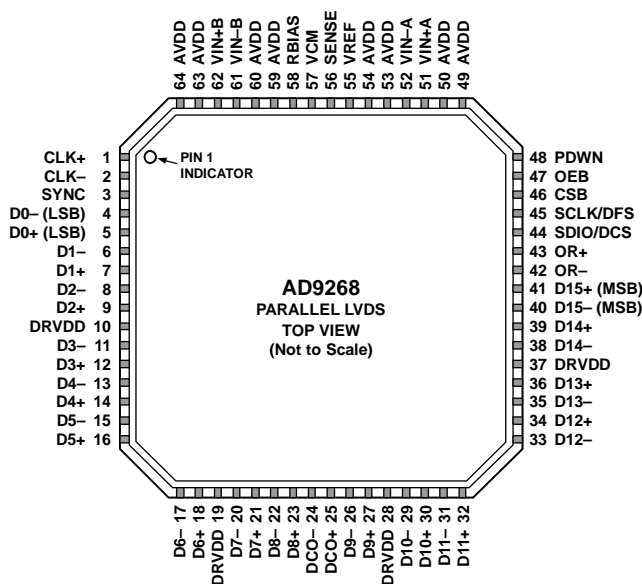 64 AVDD
63 AVDD
62 VIN+B
61 VIN–B
60 AVDD
59 AVDD
58 RBIAS
57 VCM
56 SENSE
55 VREF
54 AVDD
53 AVDD
52 VIN–A
51 VIN+A
50 AVDD
49 AVDD
CLK+ 1
CLK– 2
SYNC 3
D0– (LSB) 4
D0+ (LSB) 5
D1– 6
D1+ 7
D2– 8
D2+ 9
DRVDD 10
D3– 11
D3+ 12
D4– 13
D4+ 14
D5– 15
D5+ 16
PIN 1
INDICATOR
AD9268
PARALLEL LVDS
TOP VIEW
(Not to Scale)
48 PDWN
47 OEB
46 CSB
45 SCLK/DFS
44 SDIO/DCS
43 OR+
42 OR–
41 D15+ (MSB)
40 D15– (MSB)
39 D14+
38 D14–
37 DRVDD
36 D13+
35 D13–
34 D12+
33 D12–
D6– 17
D6+ 18
DRVDD 19
D7– 20
D7+ 21
D8– 22
D8+ 23
DCO– 24
DCO+ 25
D9– 26
D9+ 27
DRVDD 28
D10– 29
D10+ 30
D11– 31
D11+ 32